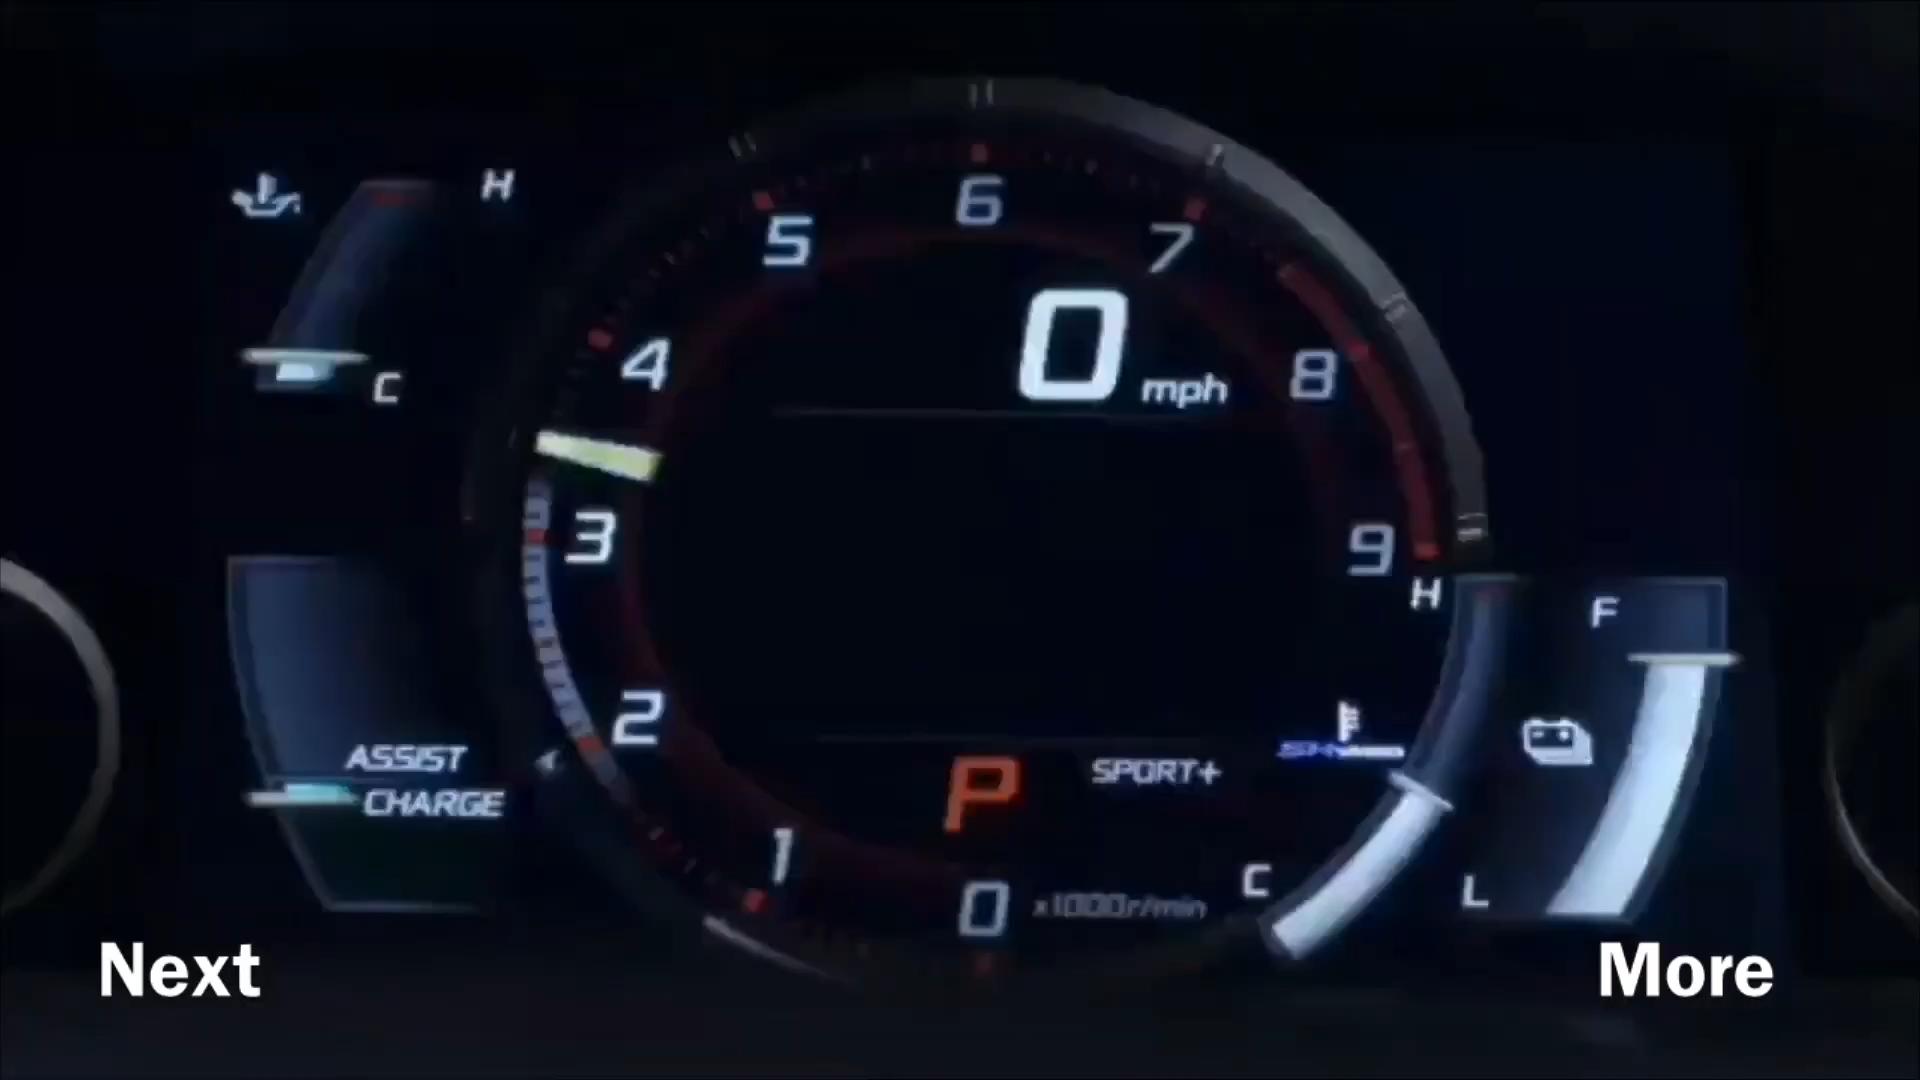 H
6
5
7
0 mph
4
8
C
3
9
H
F
2
ASSIST
P
SPORT+
CHARGE
1
0
x1000r/min
C
L
Next
More